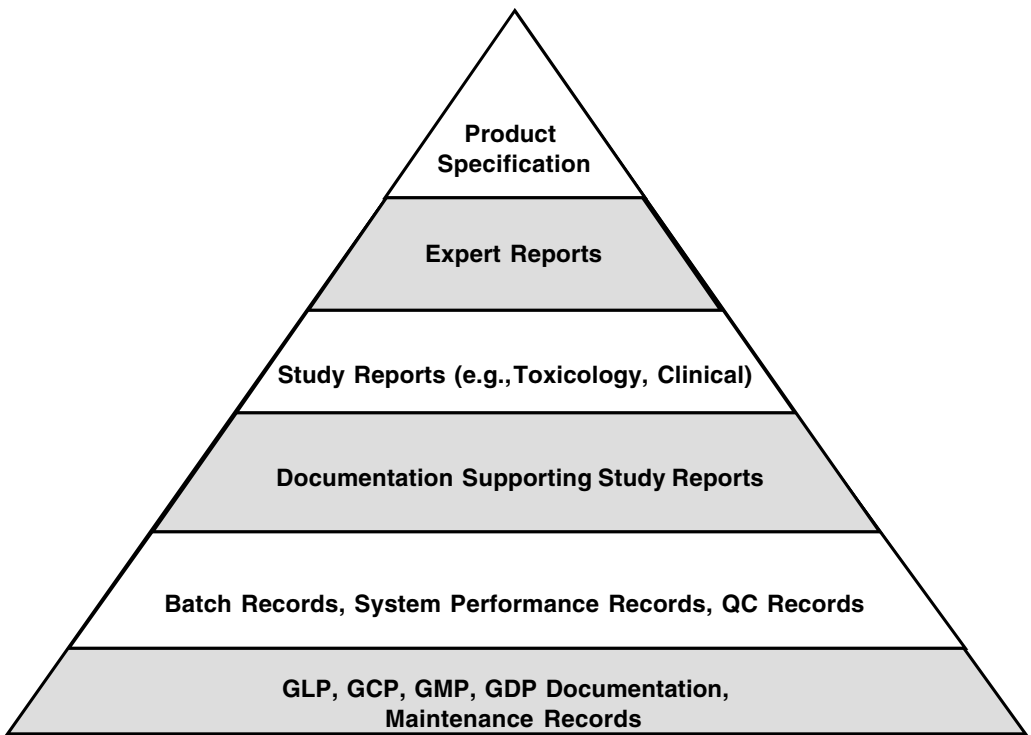 Product
Specification
Expert Reports
Study Reports (e.g., Toxicology, Clinical)
Documentation Supporting Study Reports
Batch Records, System Performance Records, QC Records
GLP, GCP, GMP, GDP Documentation,
Maintenance Records